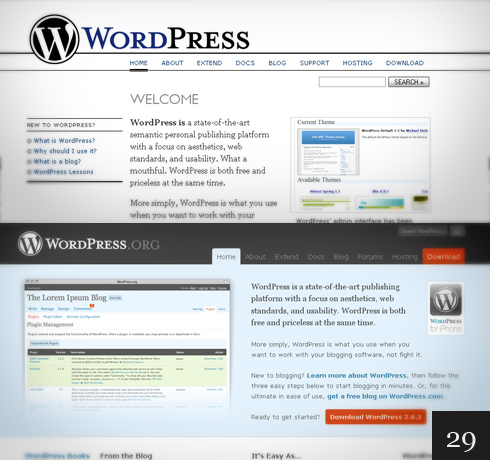 WORDPRESS
HOME ABOUT EXTEND DOCS BLOG SUPPORT HOSTING DOWNLOAD
SEARCH »
WELCOME
NEW TO WORDPRESS?
What is WordPress?
Why should I use it?
What is a blog?
WordPress Lessons
WordPress is a state-of-the-art
semantic personal publishing platform
with a focus on aesthetics, web
standards, and usability. What a
mouthful. WordPress is both free and
priceless at the same time.
More simply, WordPress is what you use
when you want to work with your
Current Theme
Available Themes
WordPress' admin interface has been
WORDPRESS.ORG
Search WordPress
Home About Extend Docs Blog Forums Hosting Download
The Lorem Ipsum Blog
Write Manage Design Comments
Plugin Management
WordPress is a state-of-the-art publishing
platform with a focus on aesthetics, web
standards, and usability. WordPress is both
free and priceless at the same time.
WORDPRESS
for iPhone
More simply, WordPress is what you use when you
want to work with your blogging software, not fight it.
New to blogging? Learn more about WordPress, then follow the
three easy steps below to start blogging in minutes. Or, for the
ultimate in ease of use, get a free blog on WordPress.com.
Ready to get started? Download WordPress 2.6.2
WordPress Books From the Blog It's Easy As...
29